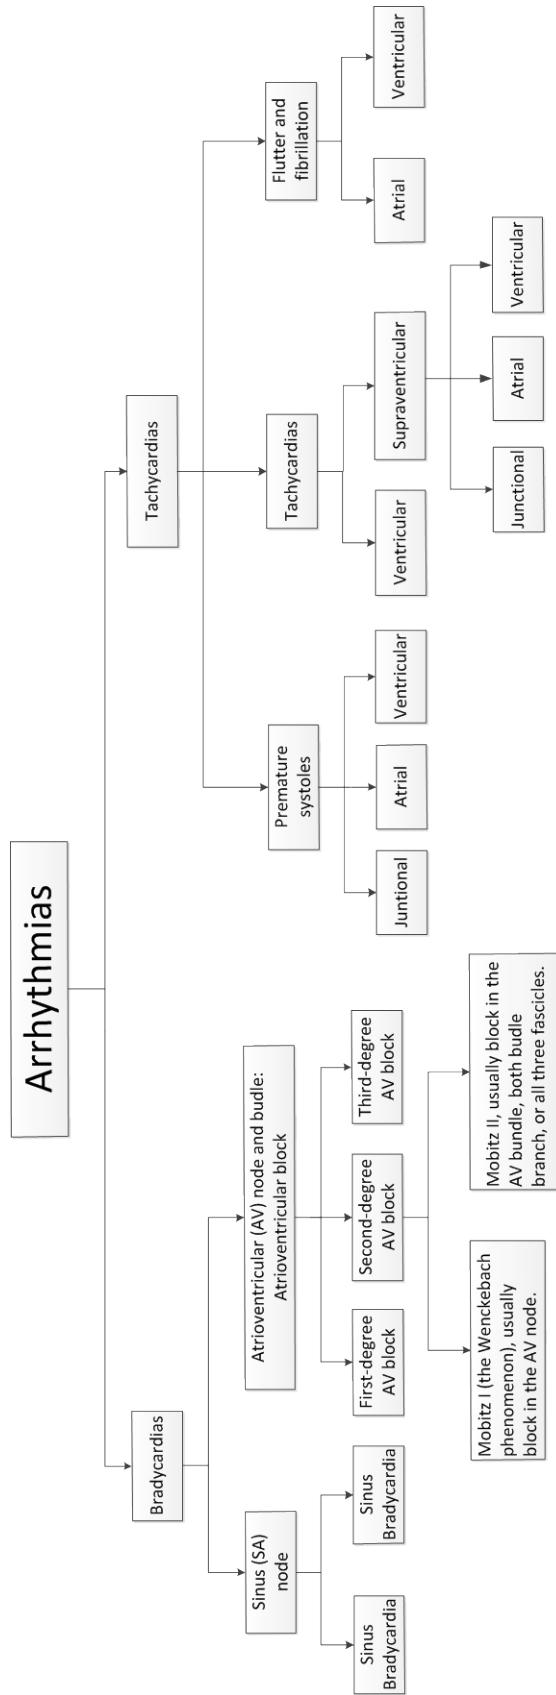 Arrhythmias
Bradycardias
Tachycardias
Sinus (SA)
node
Atrioventricular (AV) node and budle:
Atrioventricular block
Premature
systoles
Tachycardias
Flutter and
fibrillation
Sinus
Bradycardia
Sinus
Bradycardia
First-degree
AV block
Second-degree
AV block
Third-degree
AV block
Juntional
Atrial
Ventricular
Ventricular
Supraventricular
Atrial
Ventricular
Mobitz I (the Wenckebach
phenomenon), usually
block in the AV node.
Mobitz II, usually block in the
AV bundle, both budle
branch, or all three fascicles.
Junctional
Atrial
Ventricular